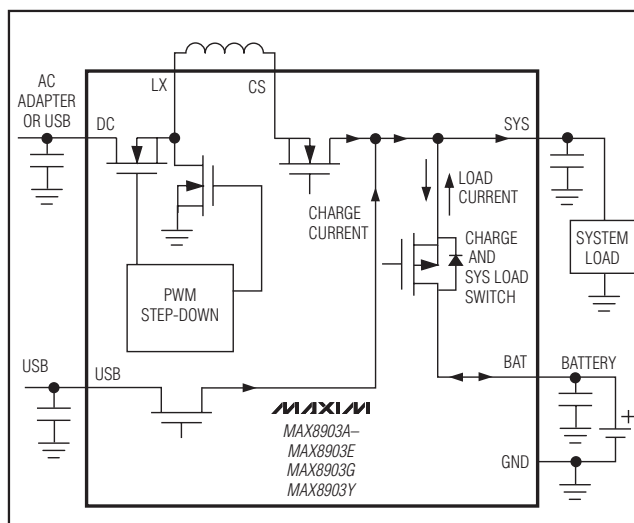 LX
CS
AC
ADAPTER
OR USB
DC
SYS
CHARGE
CURRENT
LOAD
CURRENT
CHARGE
AND
SYS LOAD
SWITCH
SYSTEM
LOAD
PWM
STEP-DOWN
USB
USB
BAT
BATTERY
+
MAXIM
MAX8903A–
MAX8903E
MAX8903G
MAX8903Y
GND